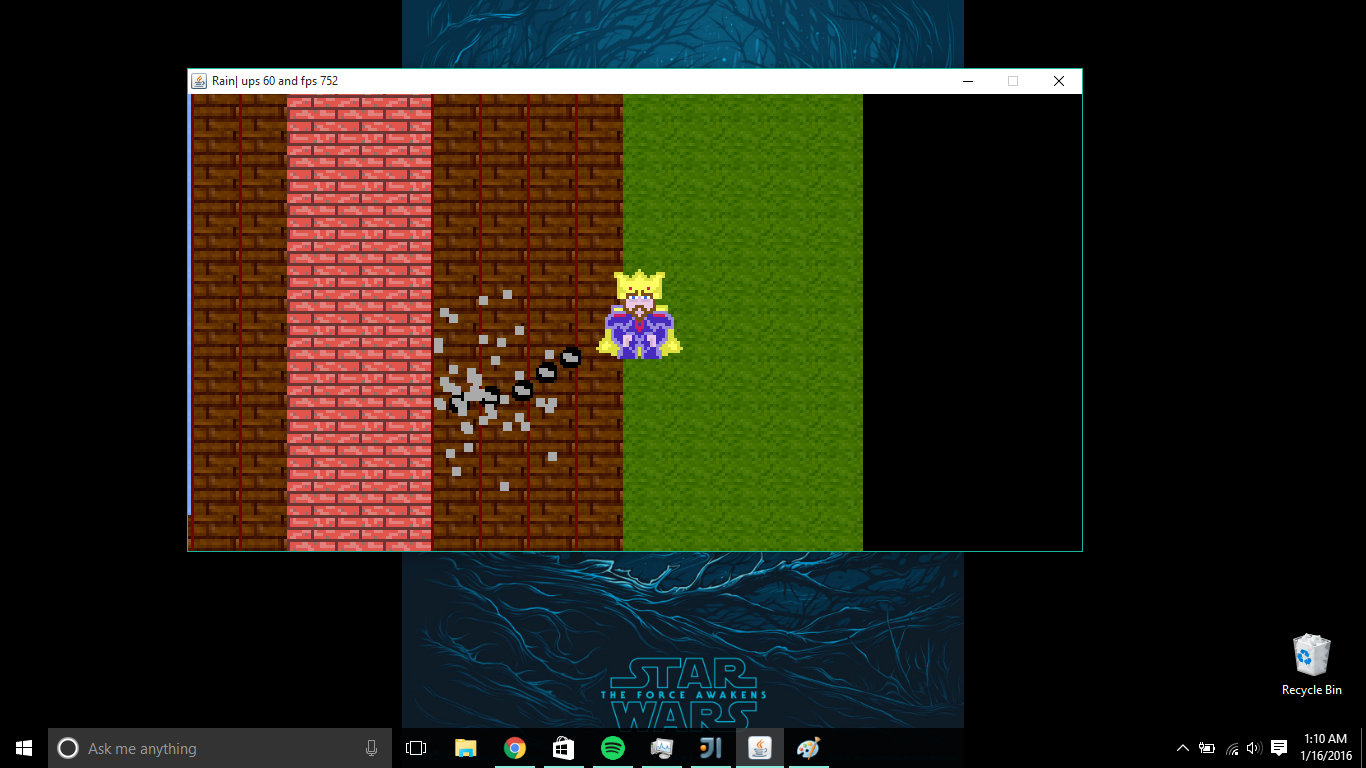 Rain| ups 60 and fps 752
STAR
THE FORCE AWAKENS
WARS
Recycle Bin
Ask me anything
JI
1:10 AM
1/16/2016